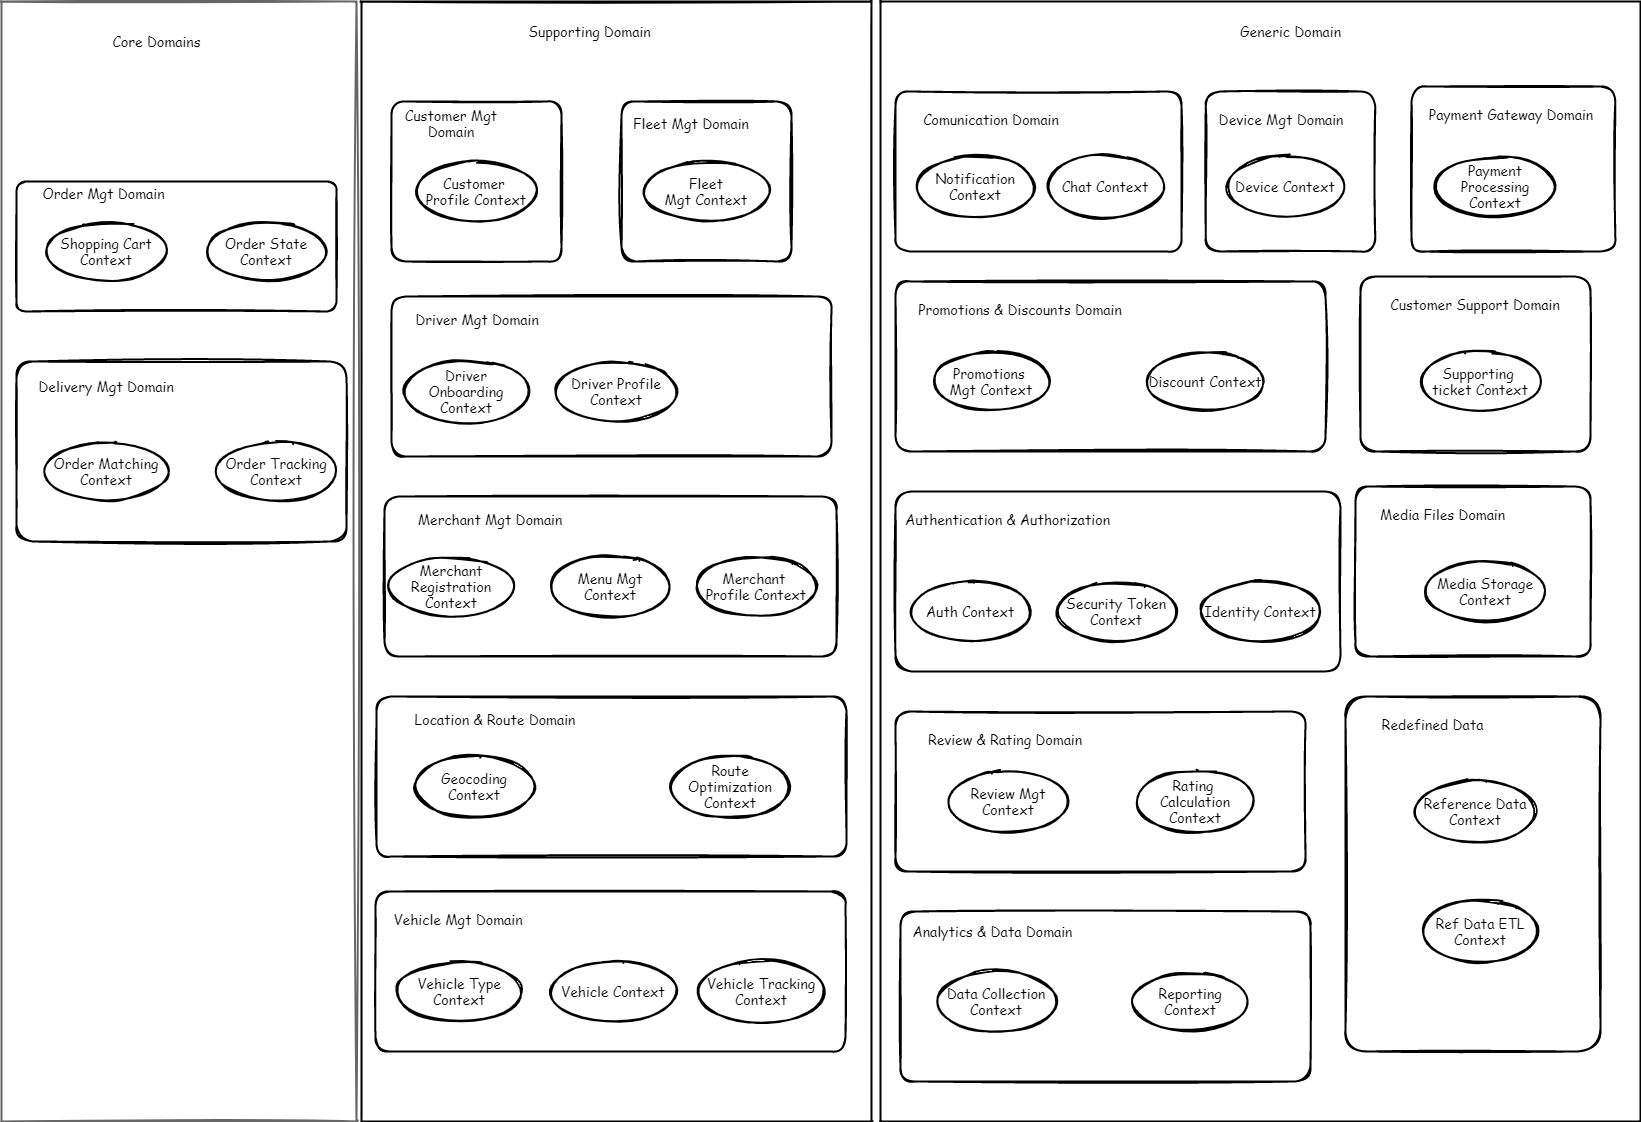 Core Domains
Order Mgt Domain
Shopping Cart
Context
Order State
Context
Delivery Mgt Domain
Order Matching
Context
Order Tracking
Context
Supporting Domain
Customer Mgt
Domain
Customer
Profile Context
Fleet Mgt Domain
Fleet
Mgt Context
Driver Mgt Domain
Driver
Onboarding
Context
Driver Profile
Context
Merchant Mgt Domain
Merchant
Registration
Context
Menu Mgt
Context
Merchant
Profile Context
Location & Route Domain
Geocoding
Context
Route
Optimization
Context
Vehicle Mgt Domain
Vehicle Type
Context
Vehicle Context
Vehicle Tracking
Context
Generic Domain
Comunication Domain
Notification
Context
Chat Context
Device Mgt Domain
Device Context
Payment Gateway Domain
Payment
Processing
Context
Promotions & Discounts Domain
Promotions
Mgt Context
Discount Context
Customer Support Domain
Supporting
ticket Context
Authentication & Authorization
Auth Context
Security Token
Context
Identity Context
Media Files Domain
Media Storage
Context
Review & Rating Domain
Review Mgt
Context
Rating
Calculation
Context
Redefined Data
Reference Data
Context
Ref Data ETL
Context
Analytics & Data Domain
Data Collection
Context
Reporting
Context